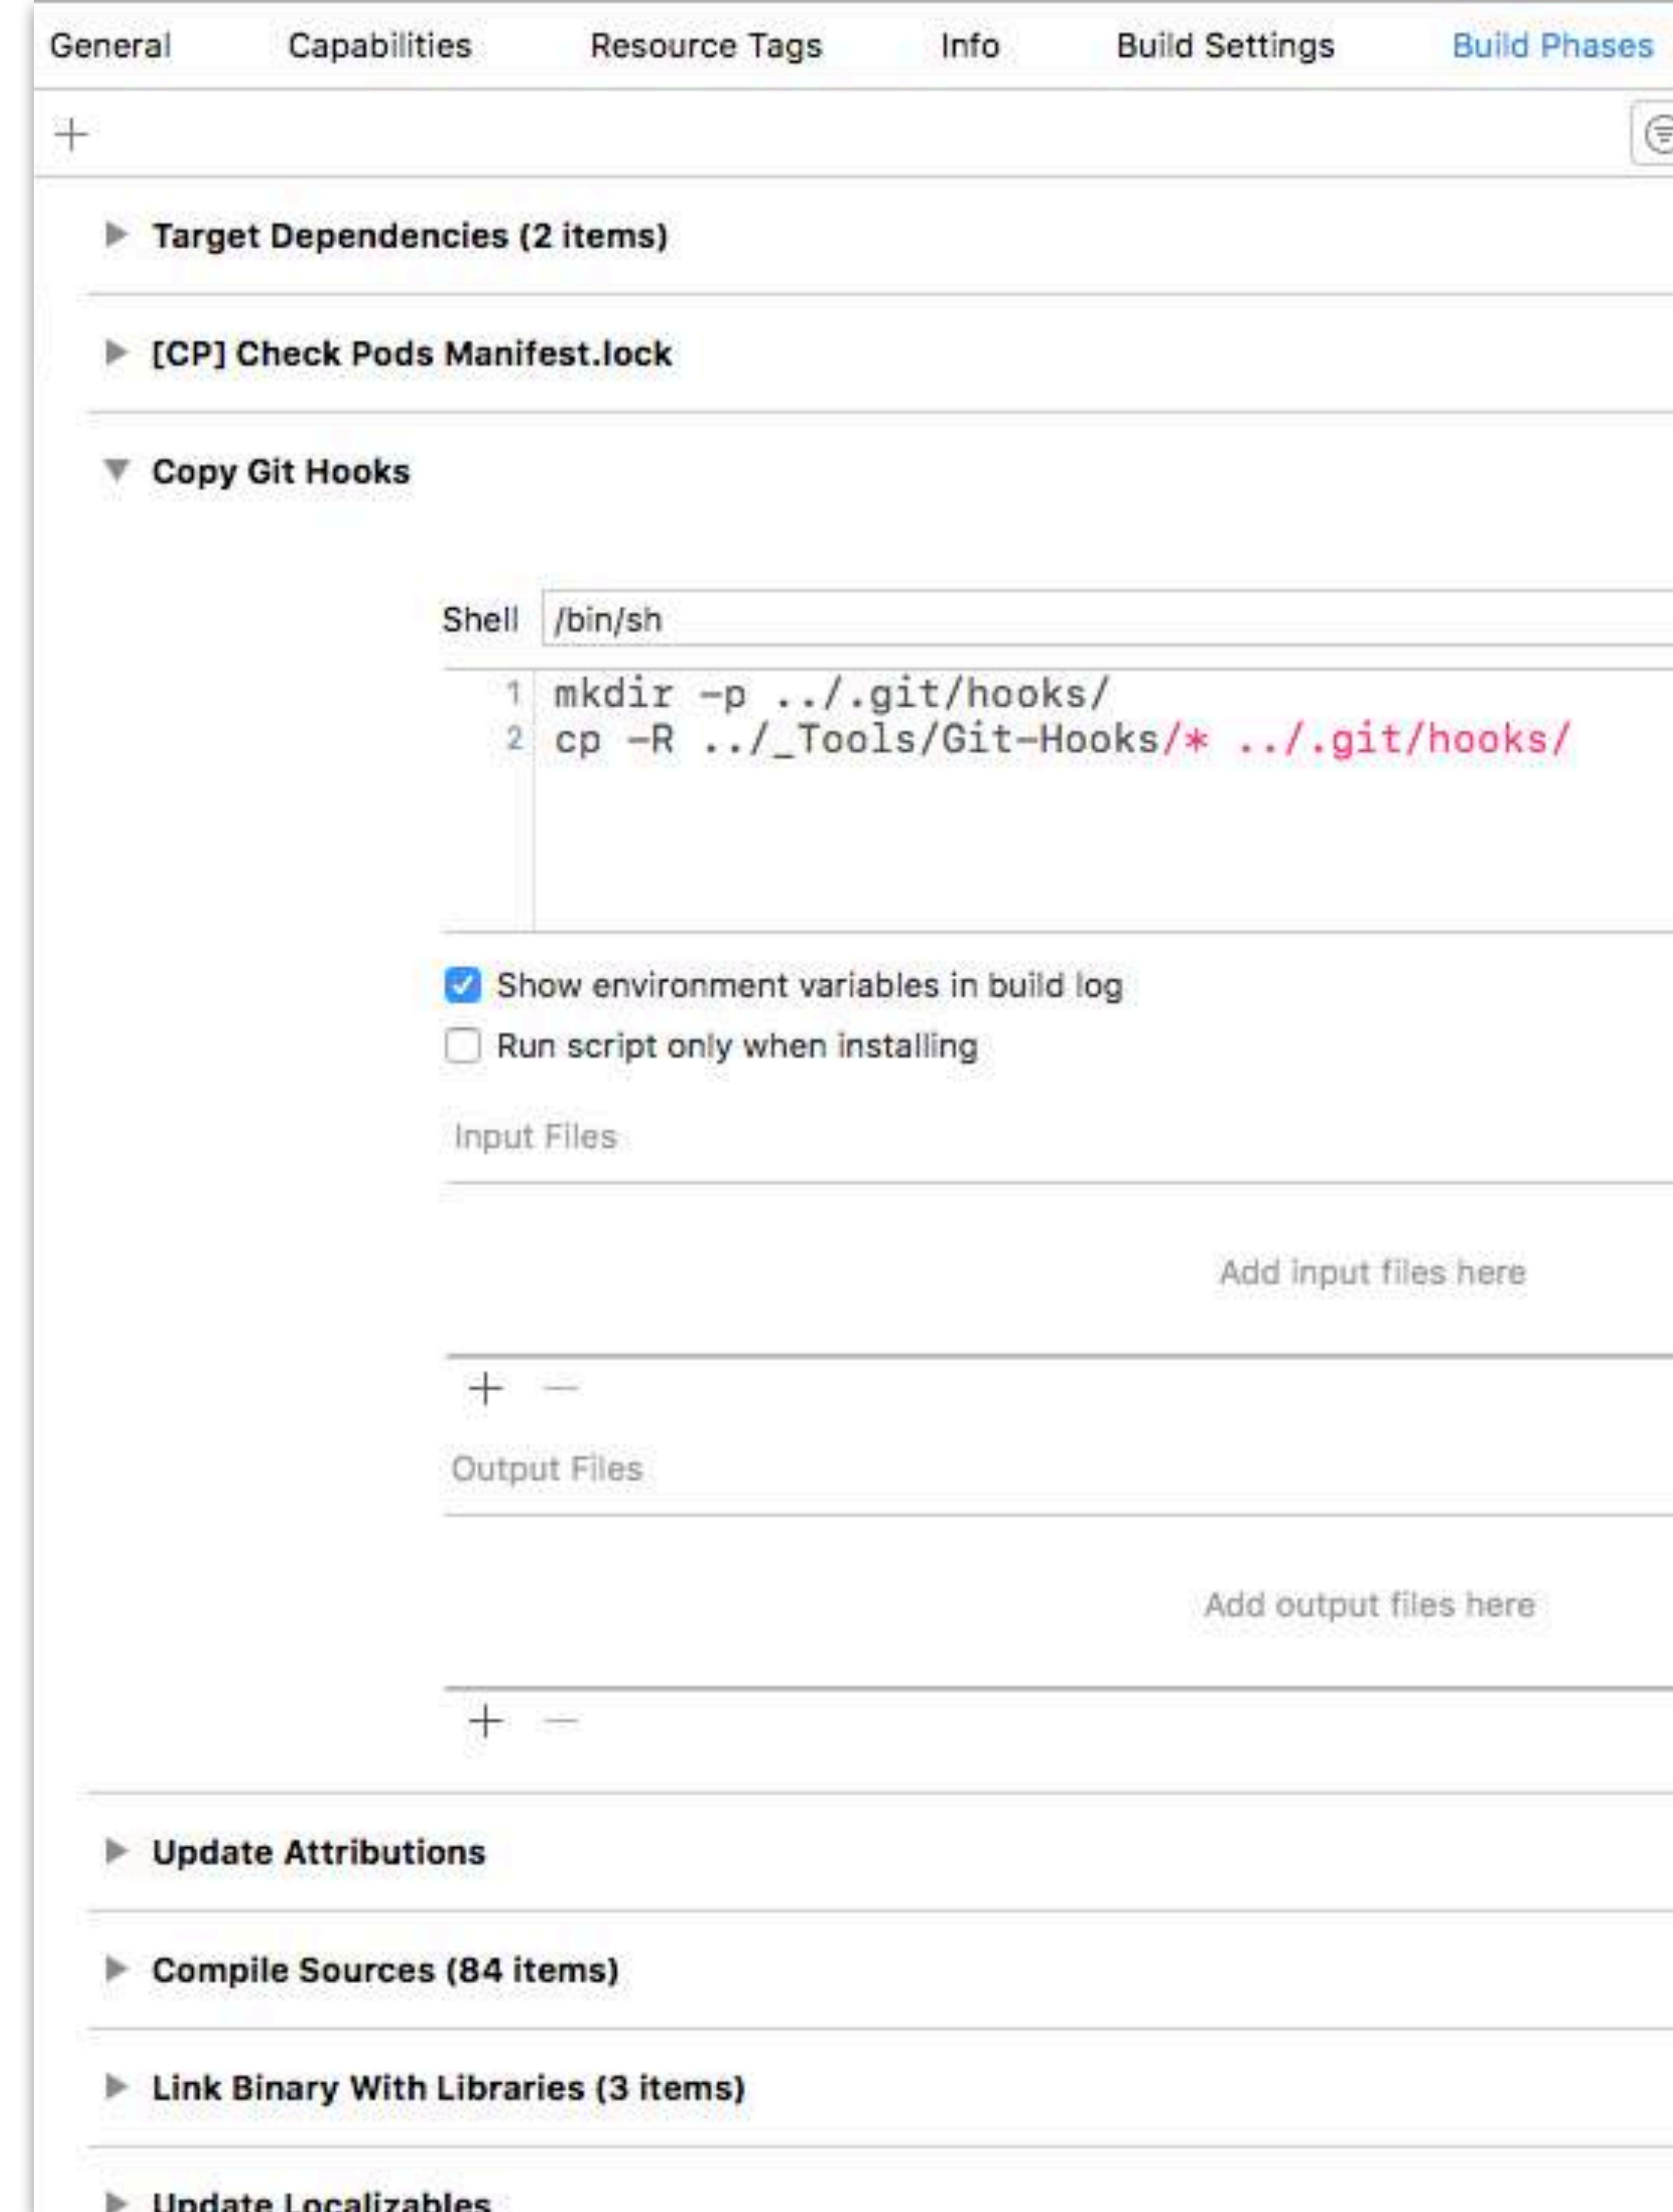 General Capabilities Resource Tags Info Build Settings Build Phases
Target Dependencies (2 items)
[CP] Check Pods Manifest.lock
Copy Git Hooks
Shell /bin/sh
1 mkdir -p ../.git/hooks/
2 cp -R ../_Tools/Git-Hooks/* ../.git/hooks/
Show environment variables in build log
Run script only when installing
Input Files
Add input files here
Output Files
Add output files here
Update Attributions
Compile Sources (84 items)
Link Binary With Libraries (3 items)
Update Localizables